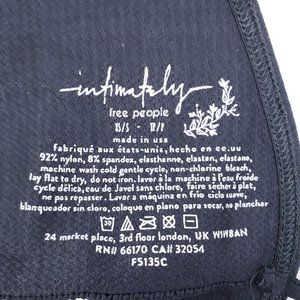 intimately
free people
XS/S - TP/P
made in usa
fabriqué aux états-unis, hecho en ee.uu
92% nylon, 8% spandex, elasthanne, elastan, elastano,
machine wash cold gentle cycle, non-chlorine bleach,
lay flat to dry, do not iron. laver à la machine à l'eau froide
cycle délica, eau de Javel sans chlore, faire sécher à plat,
ne pas repasser. Lavar a máquina en frío ciclo suave,
blanqueador sin cloro, coloque en plano para secar, no planchar
30
24 market place, 3rd floor london, UK W1W8AN
RN# 66170 CA# 32054
F5135C